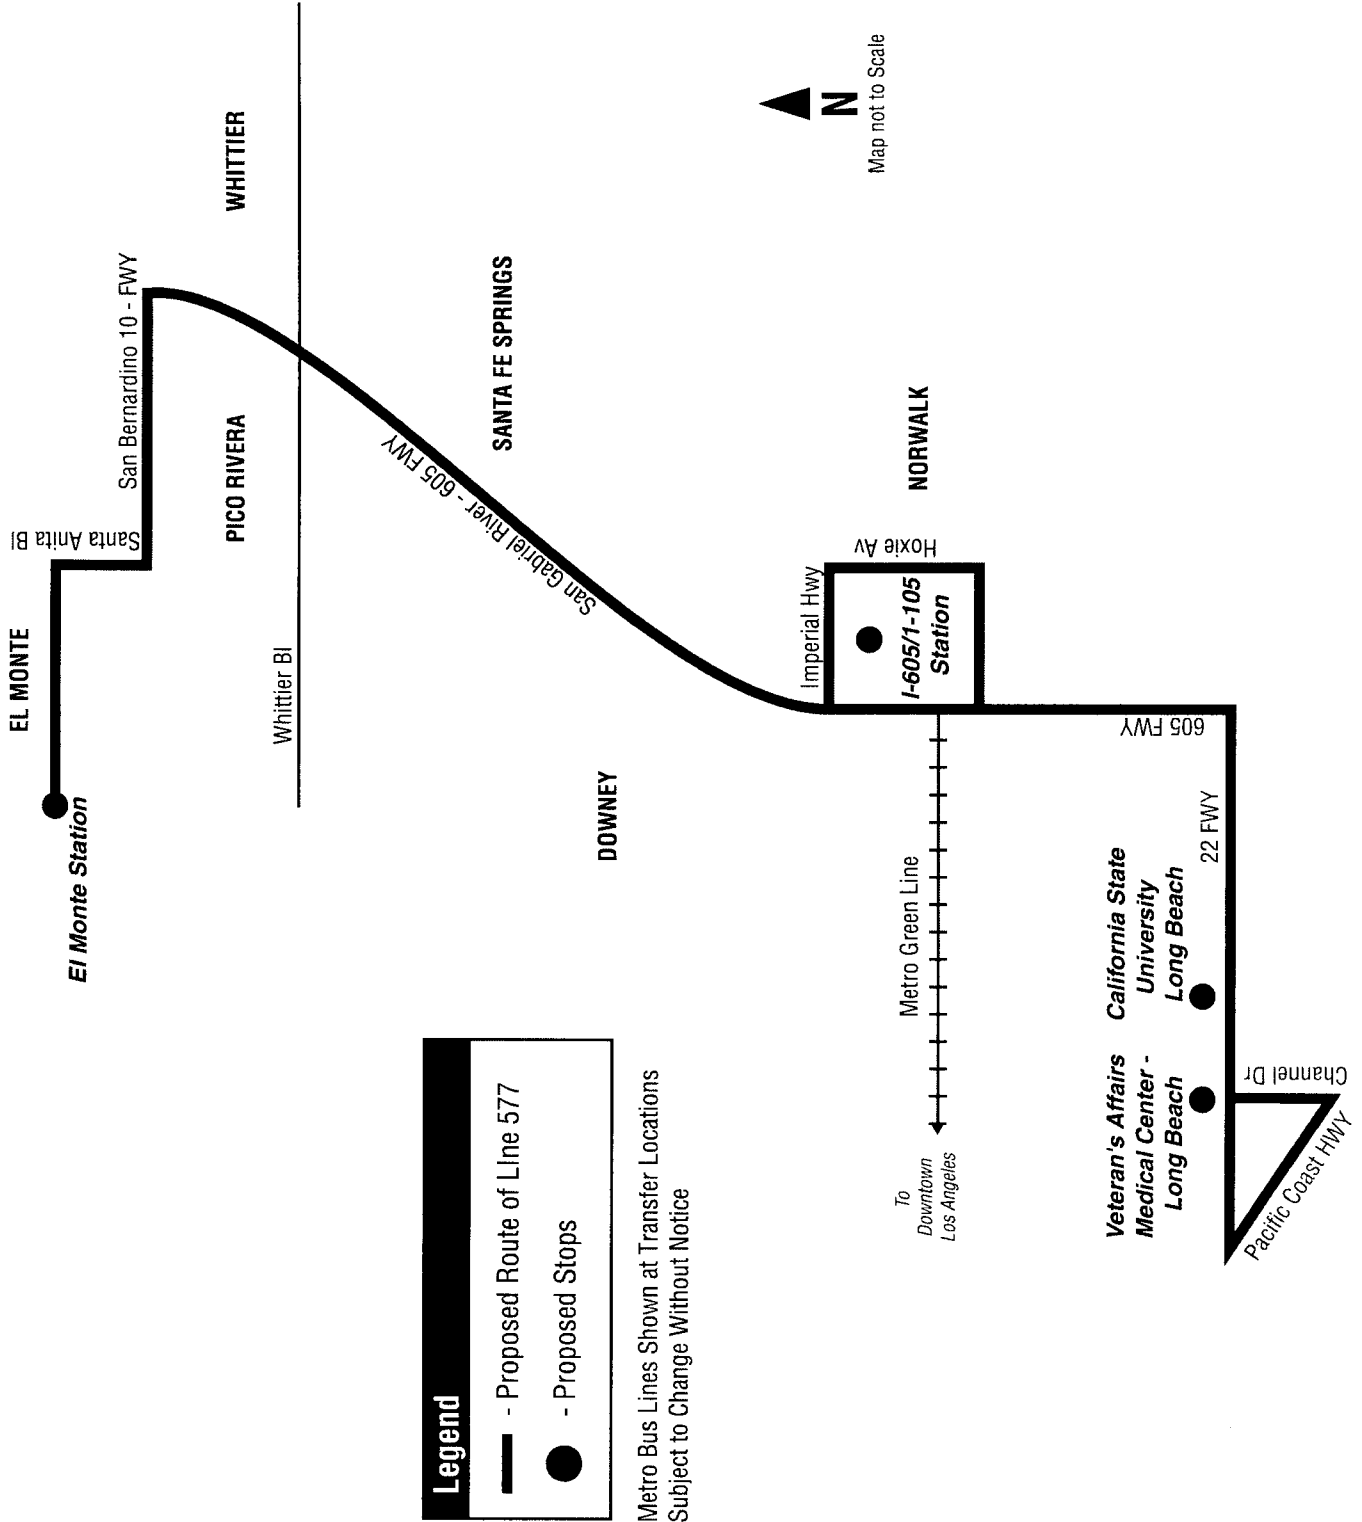 EL MONTE
El Monte Station
Santa Anita Bl
San Bernardino 10 - FWY
PICO RIVERA
WHITTIER
Whittier Bl
San Gabriel River - 605 FWY
SANTA FE SPRINGS
DOWNEY
N
Map not to Scale
Imperial Hwy
Hoxie Av
NORWALK
I-605/1-105
Station
Metro Green Line
To
Downtown
Los Angeles
605 FWY
22 FWY
California State
University
Long Beach
Veteran's Affairs
Medical Center -
Long Beach
Channel Dr
Pacific Coast HWY
Legend
- Proposed Route of LIne 577
- Proposed Stops
Metro Bus Lines Shown at Transfer Locations
Subject to Change Without Notice